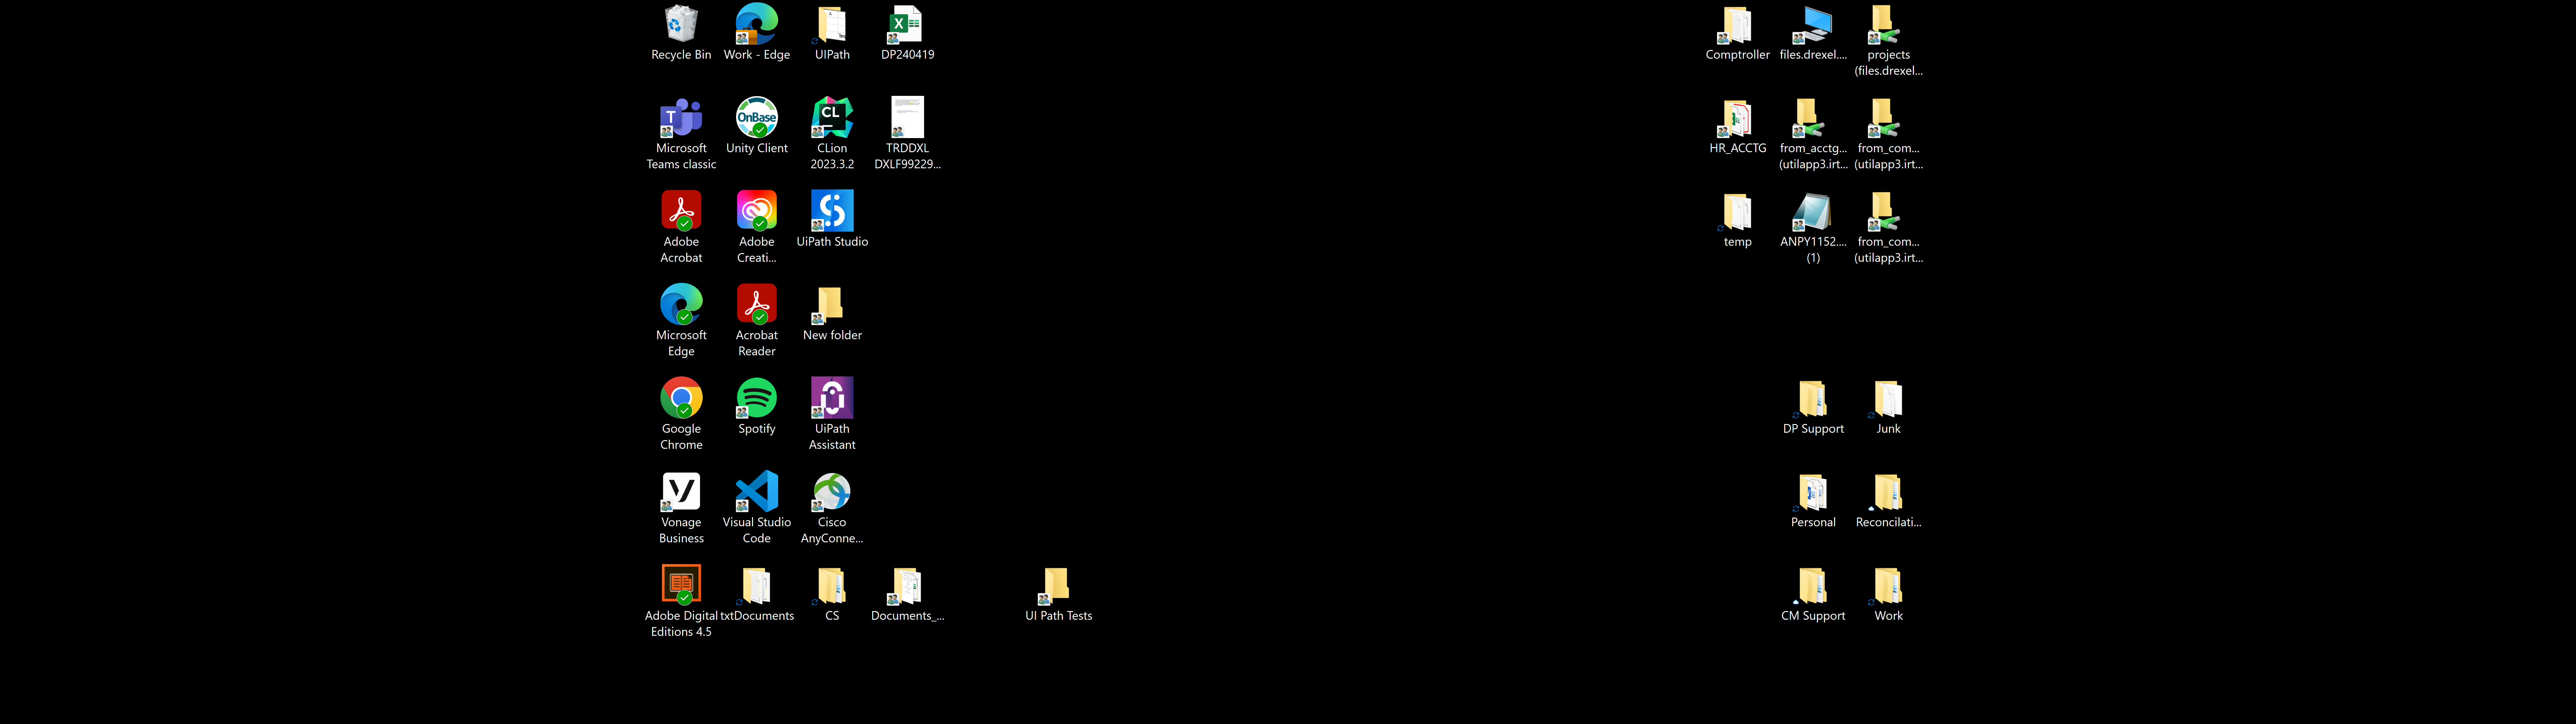 Recycle Bin
Work - Edge
UIPath
DP240419
Comptroller
files.drexel....
projects
(files.drexel...
Microsoft
Teams classic
OnBase
Unity Client
CL
CLion
2023.3.2
TRDDXL
DXLF99229...
HR_ACCTG
from_acctg...
(utilapp3.irt...
from_com...
(utilapp3.irt...
Adobe
Acrobat
Adobe
Creati...
UiPath Studio
temp
ANPY1152....
(1)
from_com...
(utilapp3.irt...
Microsoft
Edge
Acrobat
Reader
New folder
Google
Chrome
Spotify
UiPath
Assistant
DP Support
Junk
Vonage
Business
Visual Studio
Code
Cisco
AnyConne...
Personal
Reconcilati...
Adobe Digital
Editions 4.5
txtDocuments
CS
Documents_...
UI Path Tests
CM Support
Work